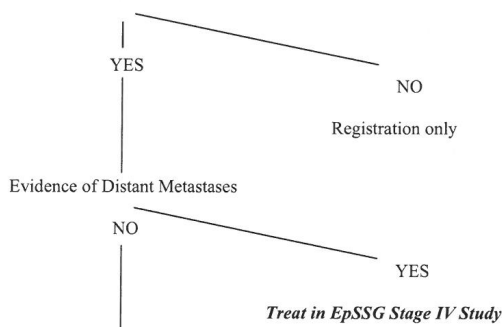 YES
NO
Registration only
Evidence of Distant Metastases
NO
YES
Treat in EpSSG Stage IV Study